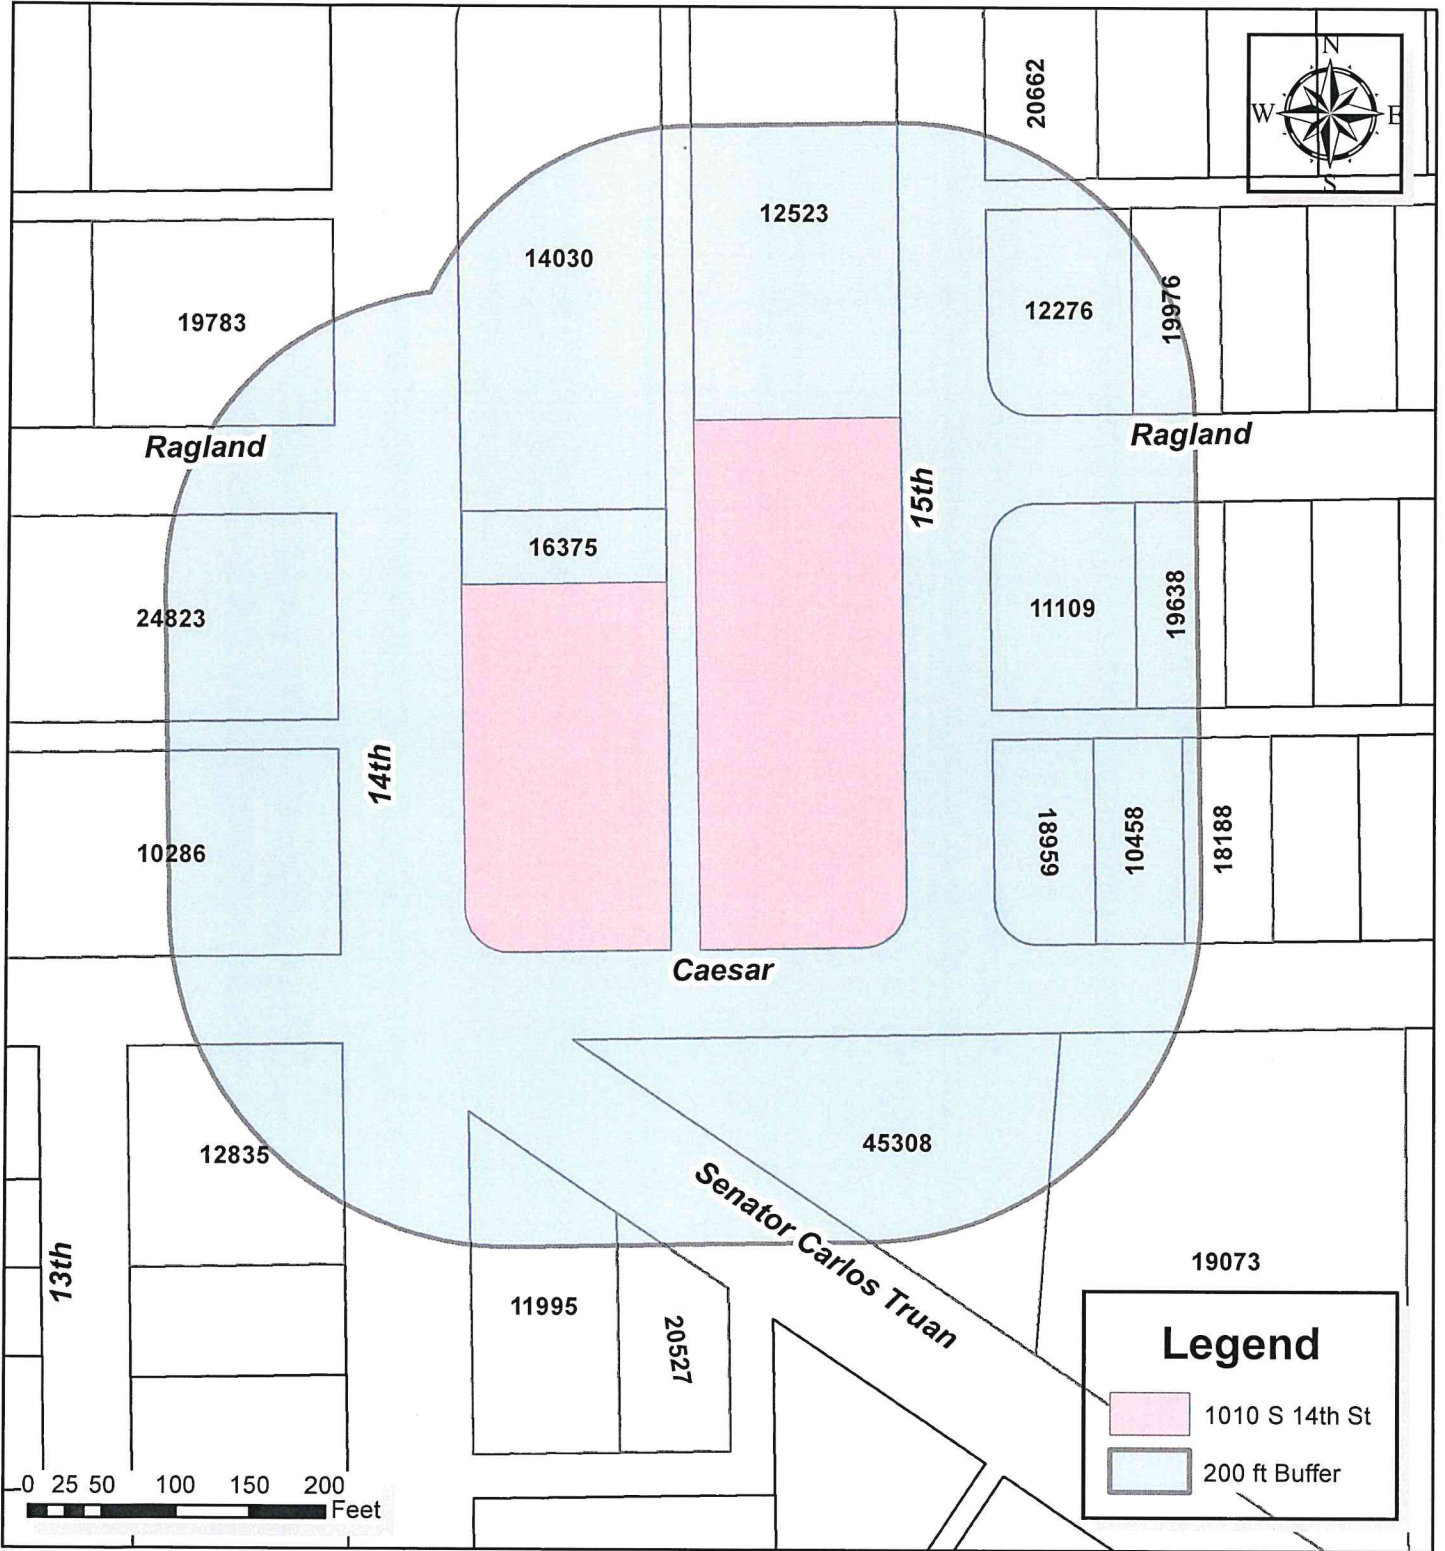 N
W E
S
20662
12523
14030
12276
19976
19783
Ragland
Ragland
15th
16375
24823
11109
19638
14th
10286
18959
10458
18188
Caesar
45308
12835
Senator Carlos Truan
19073
13th
11995
20527
Legend
1010 S 14th St
200 ft Buffer
0 25 50 100 150 200
Feet